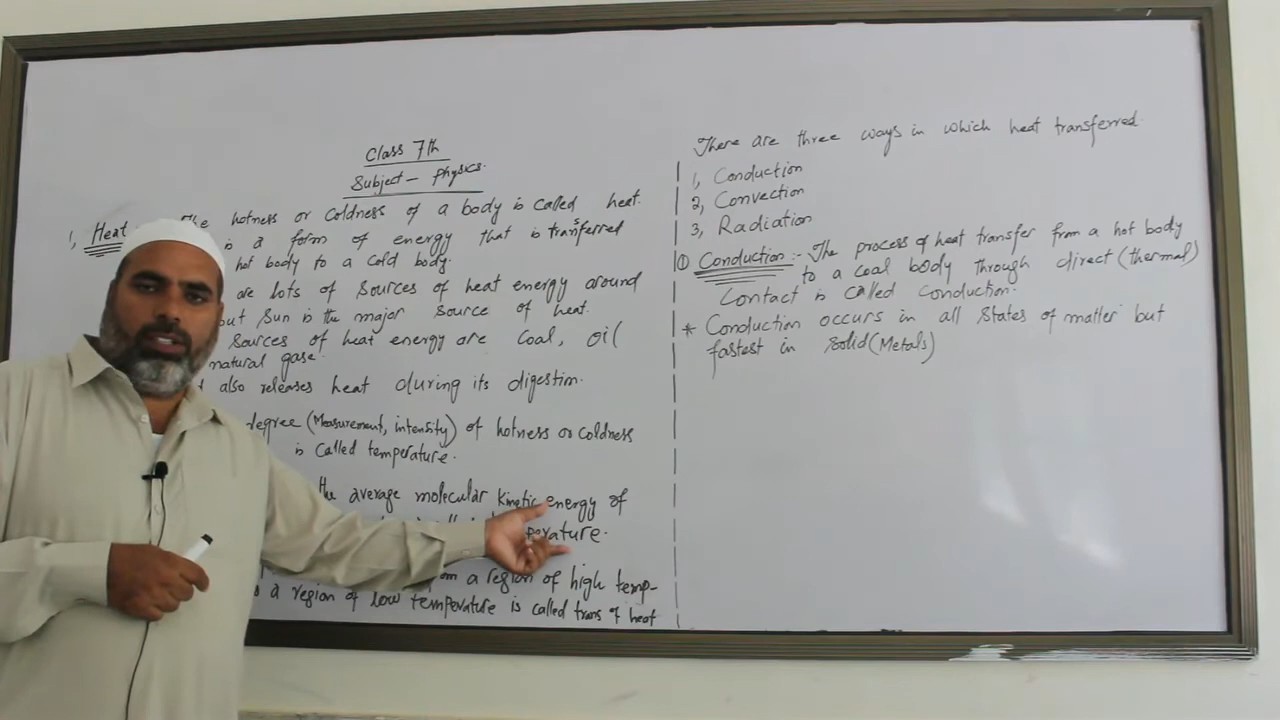 Class 7th
Subject - Physics.
1, Heat The hotness or coldness of a body is called heat.
is a form of energy that is transferred
hot body to a cold body.
are lots of sources of heat energy around
but Sun is the major source of heat.
sources of heat energy are coal, oil
natural gase.
also releases heat during its digestion.
degree (Measurement, intensity) of hotness or coldness
is called temperature.
the average molecular kinetic energy of
perature.
a region of high temp-
a region of low temperature is called trans of heat
There are three ways in which heat transferred.
1, Conduction
2, Convection
3, Radiation
① Conduction :- The process of heat transfer from a hot body
to a coal body through direct (thermal)
Contact is called Conduction.
* Conduction occurs in all states of matter but
fastest in solid (Metals)